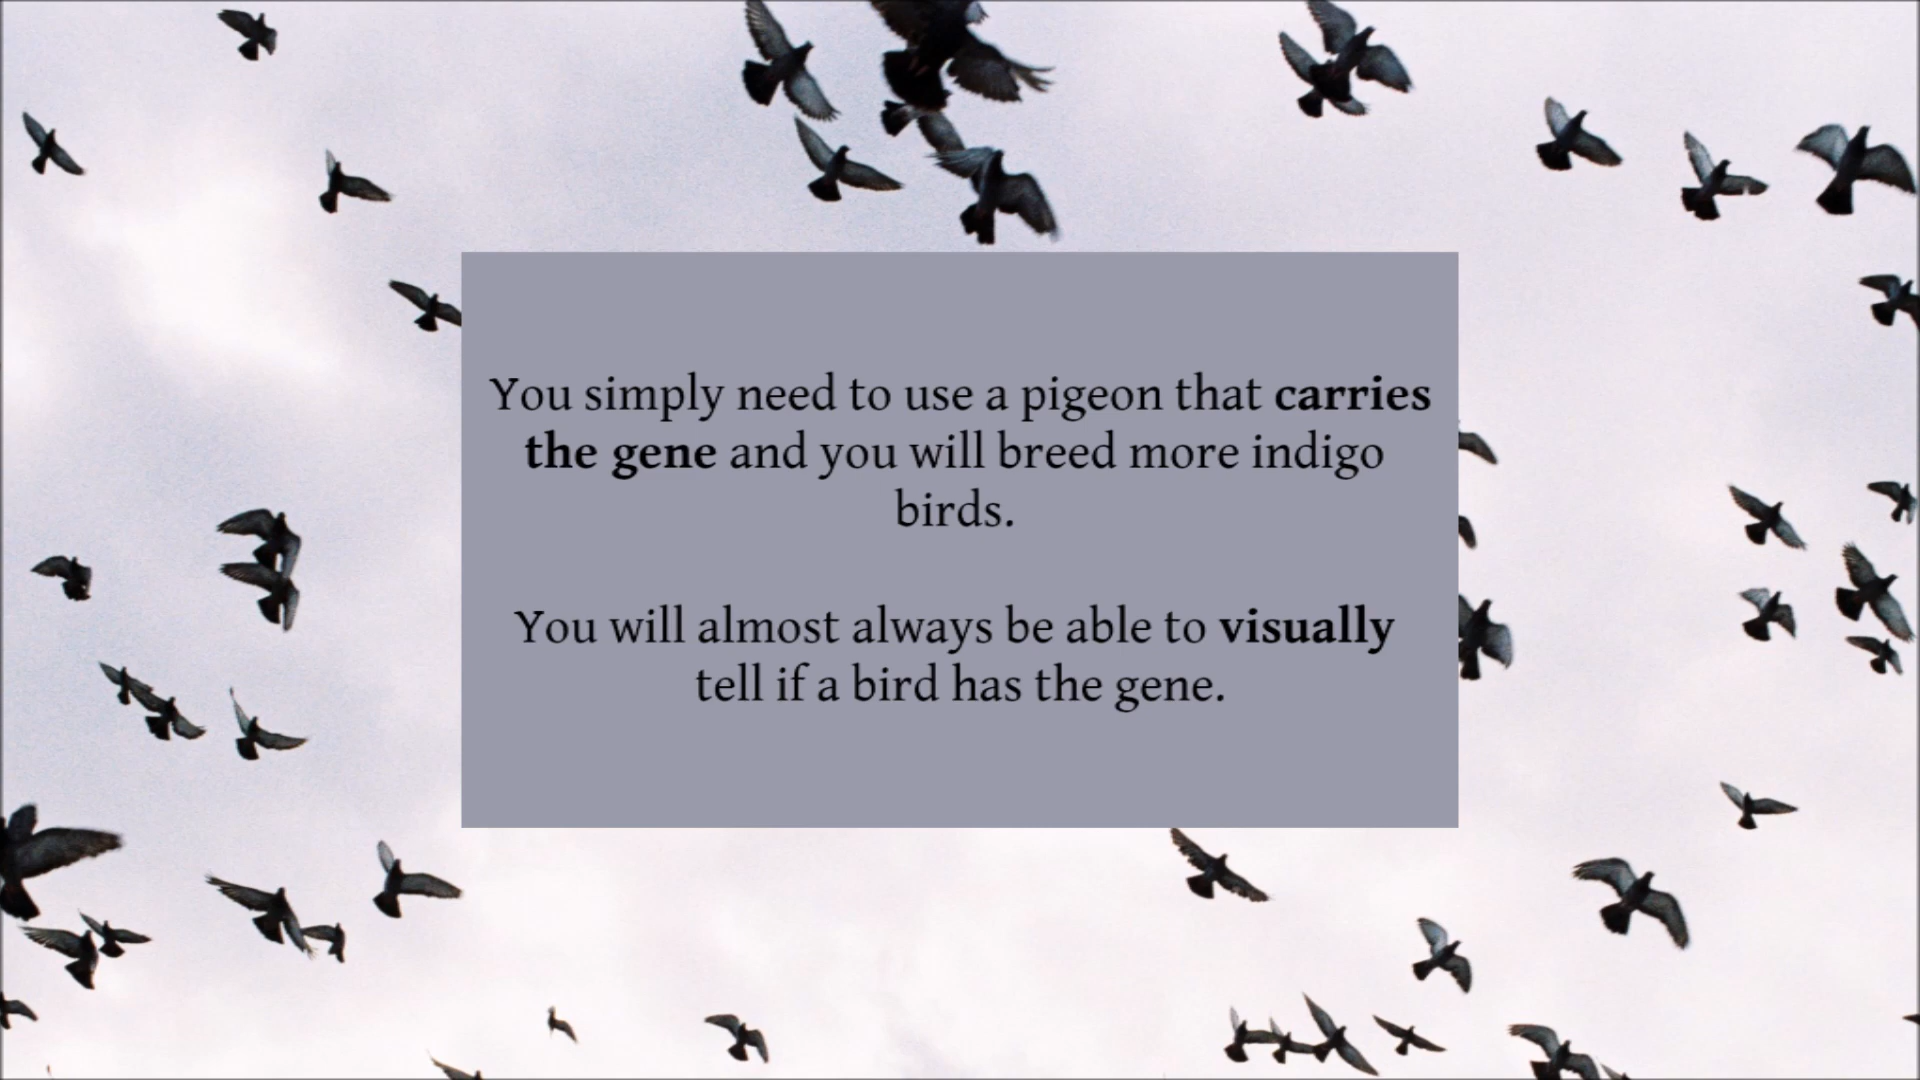 You simply need to use a pigeon that carries
the gene and you will breed more indigo
birds.
You will almost always be able to visually
tell if a bird has the gene.